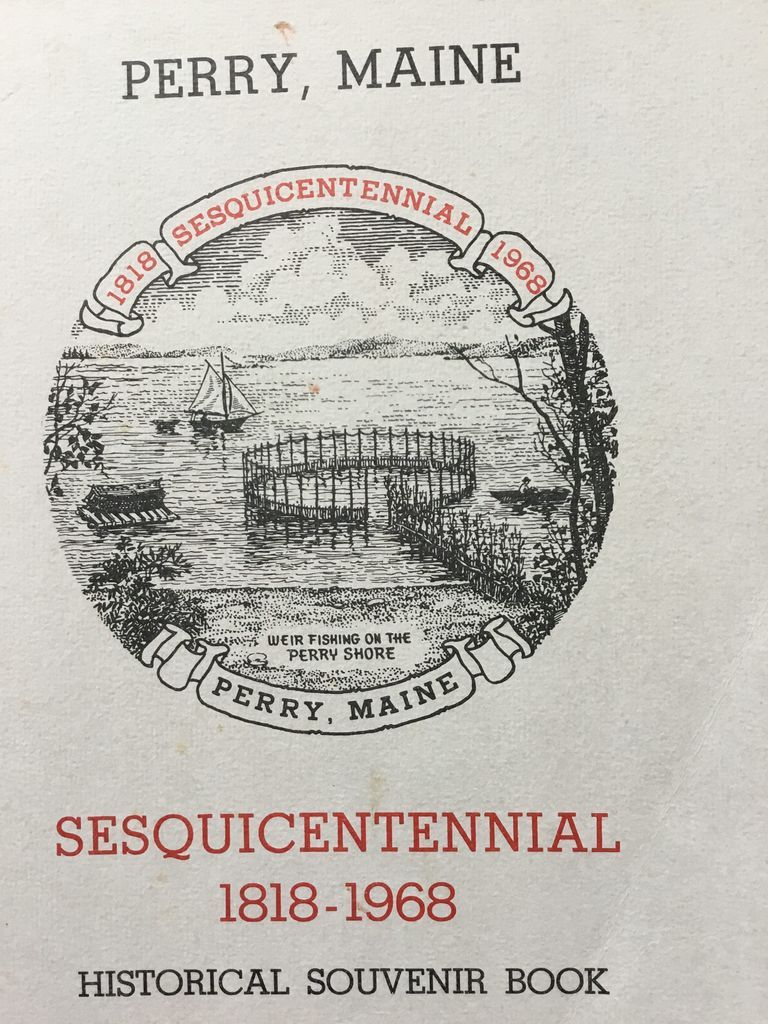 PERRY, MAINE
1818 SESQUICENTENNIAL 1968
WEIR FISHING ON THE
PERRY SHORE
PERRY, MAINE
SESQUICENTENNIAL
1818-1968
HISTORICAL SOUVENIR BOOK